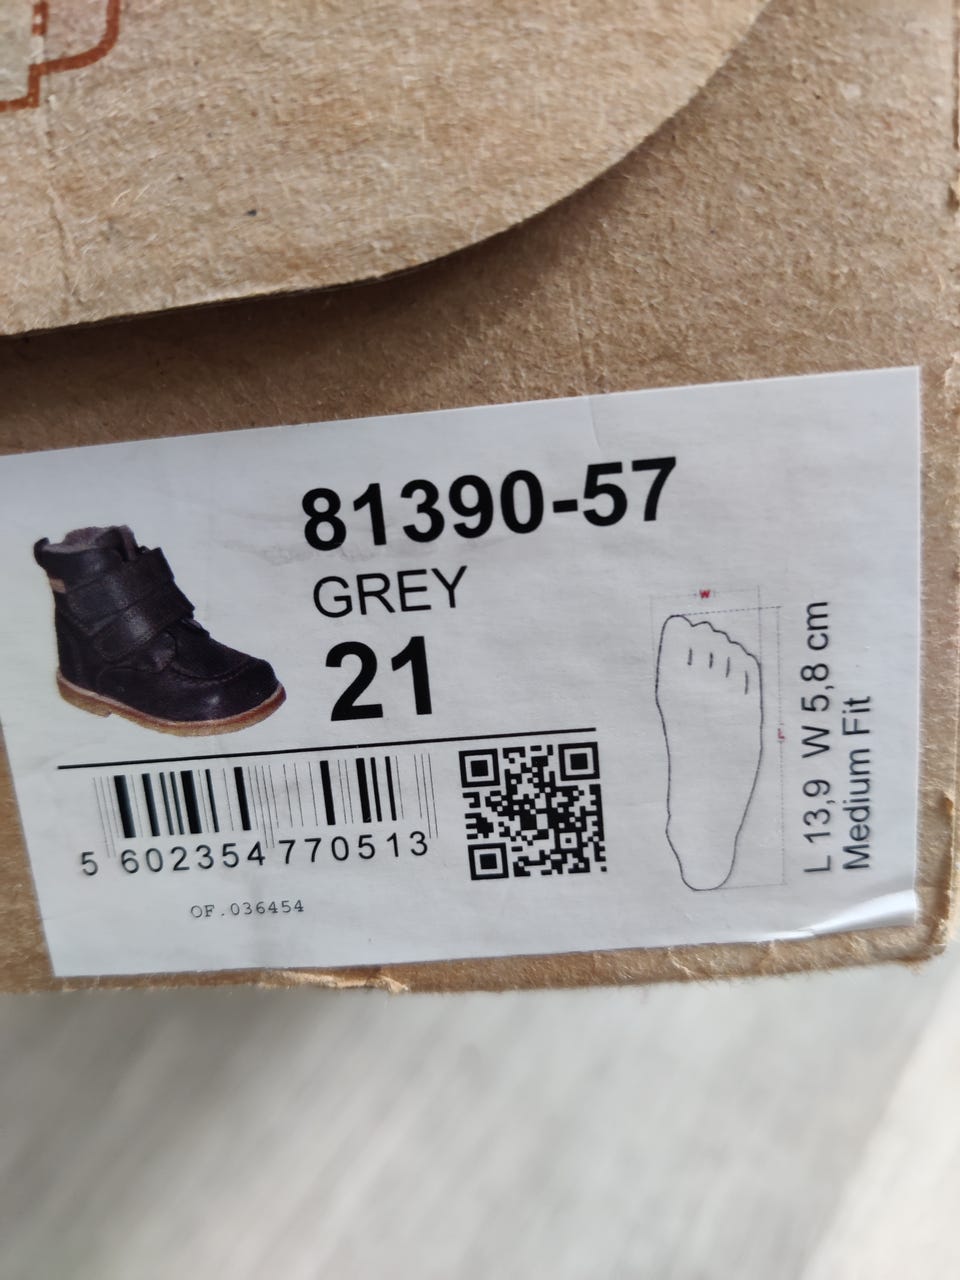 81390-57
GREY
21
5 602354 770513
OF.036454
W
L
L 13,9 W 5,8 cm
Medium Fit